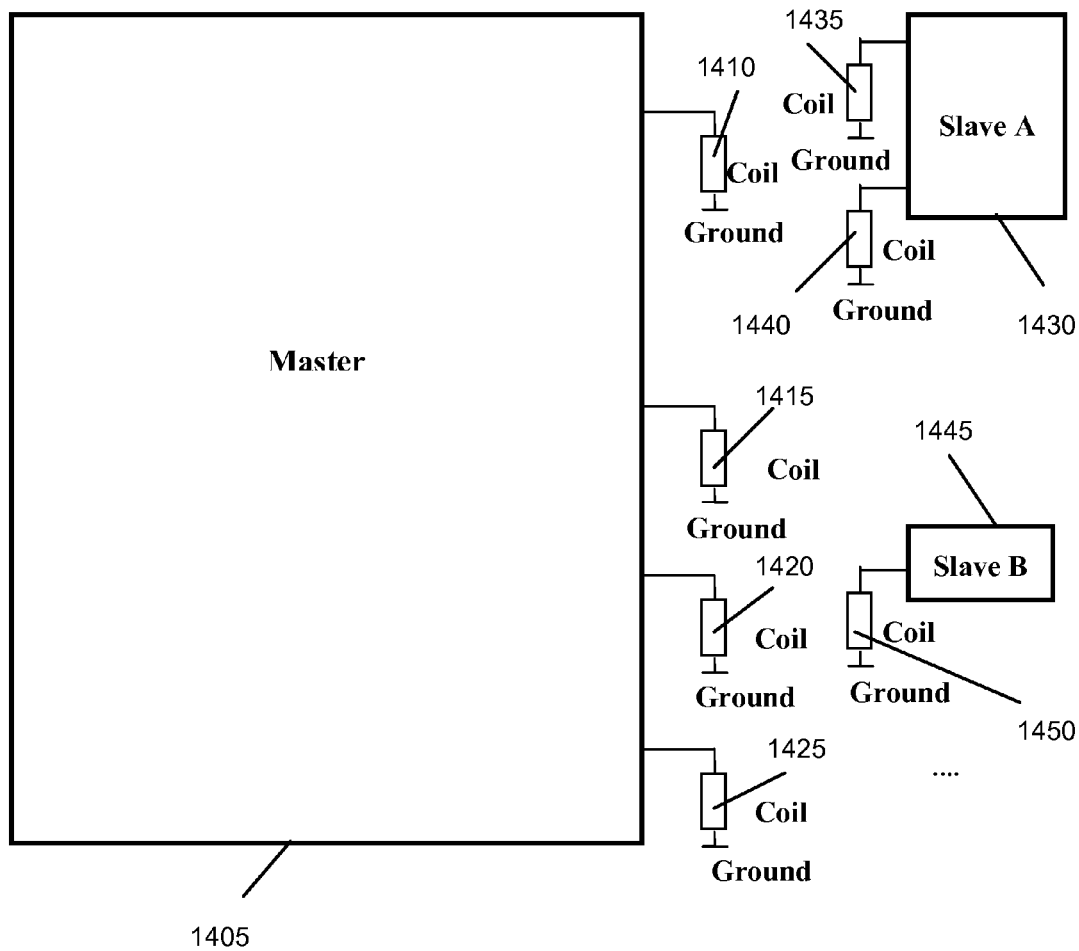 1435
1410
Coil
Slave A
Ground
Coil
Ground
Coil
1440
Ground
1430
Master
1415
1445
Coil
Ground
1420
Slave B
Coil
Coil
Ground
Ground
1450
1425
....
Coil
Ground
1405